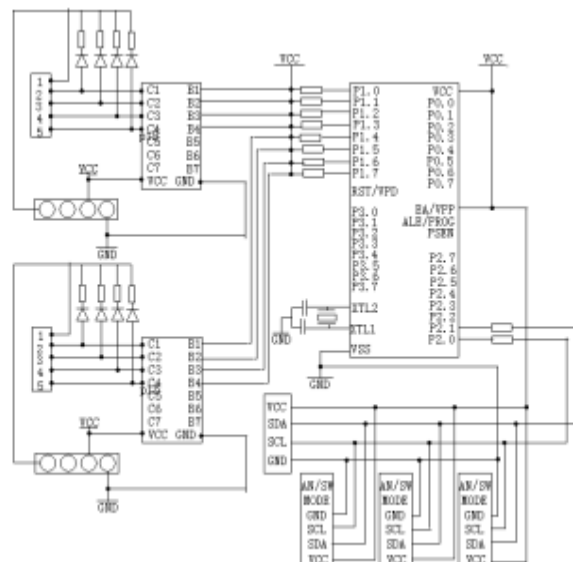 VCC
VCC
1
2
3
4
5
C1 B1
C2 B2
C3 B3
C4 B4
C5 B5
C6 B6
C7 B7
VCC GND
VCC
GND
P1.0
P1.1
P1.2
P1.3
P1.4
P1.5
P1.6
P1.7
RST/VPD
P3.0
P3.1
P3.2
P3.3
P3.4
P3.5
P3.6
P3.7
XTL2
XTL1
VSS
GND
GND
VCC
P0.0
P0.1
P0.2
P0.3
P0.4
P0.5
P0.6
P0.7
EA/VPP
ALE/PROG
PSEN
P2.7
P2.6
P2.5
P2.4
P2.3
P2.2
P2.1
P2.0
1
2
3
4
5
C1 B1
C2 B2
C3 B3
C4 B4
C5 B5
C6 B6
C7 B7
VCC GND
VCC
GND
VCC
SDA
SCL
GND
AN/SW
MODE
GND
SCL
SDA
VCC
AN/SW
MODE
GND
SCL
SDA
VCC
AN/SW
MODE
GND
SCL
SDA
VCC